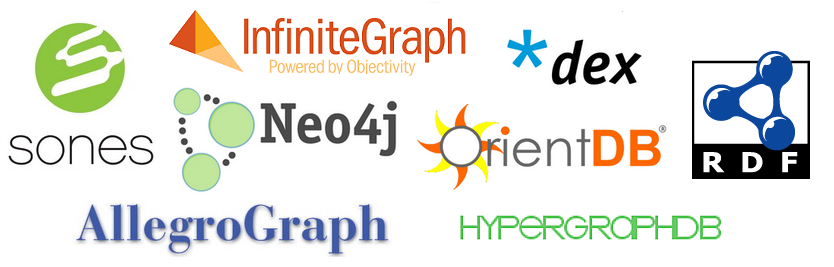 sones
InfiniteGraph
Powered by Objectivity
*dex
Neo4j
OrientDB®
RDF
AllegroGraph
HYPERGRAPHDB